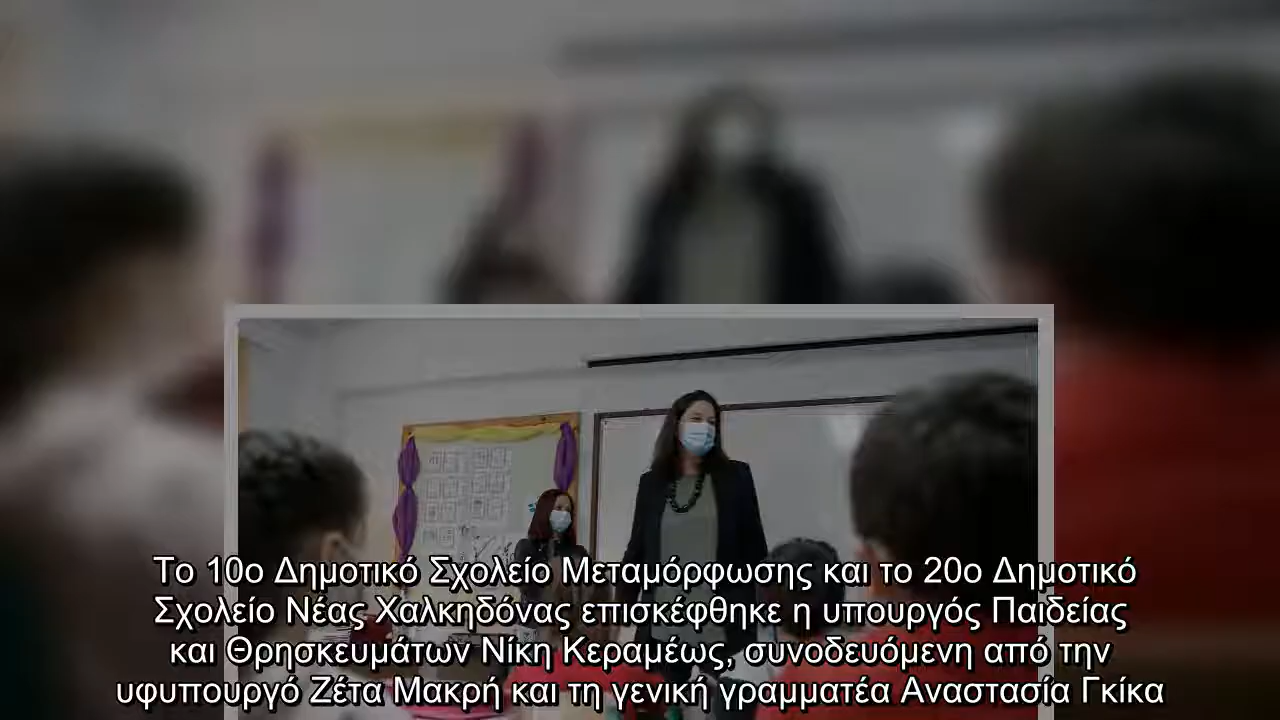 Το 10ο Δημοτικό Σχολείο Μεταμόρφωσης και το 20ο Δημοτικό
Σχολείο Νέας Χαλκηδόνας επισκέφθηκε η υπουργός Παιδείας
και Θρησκευμάτων Νίκη Κεραμέως, συνοδευόμενη από την
υφυπουργό Ζέτα Μακρή και τη γενική γραμματέα Αναστασία Γκίκα